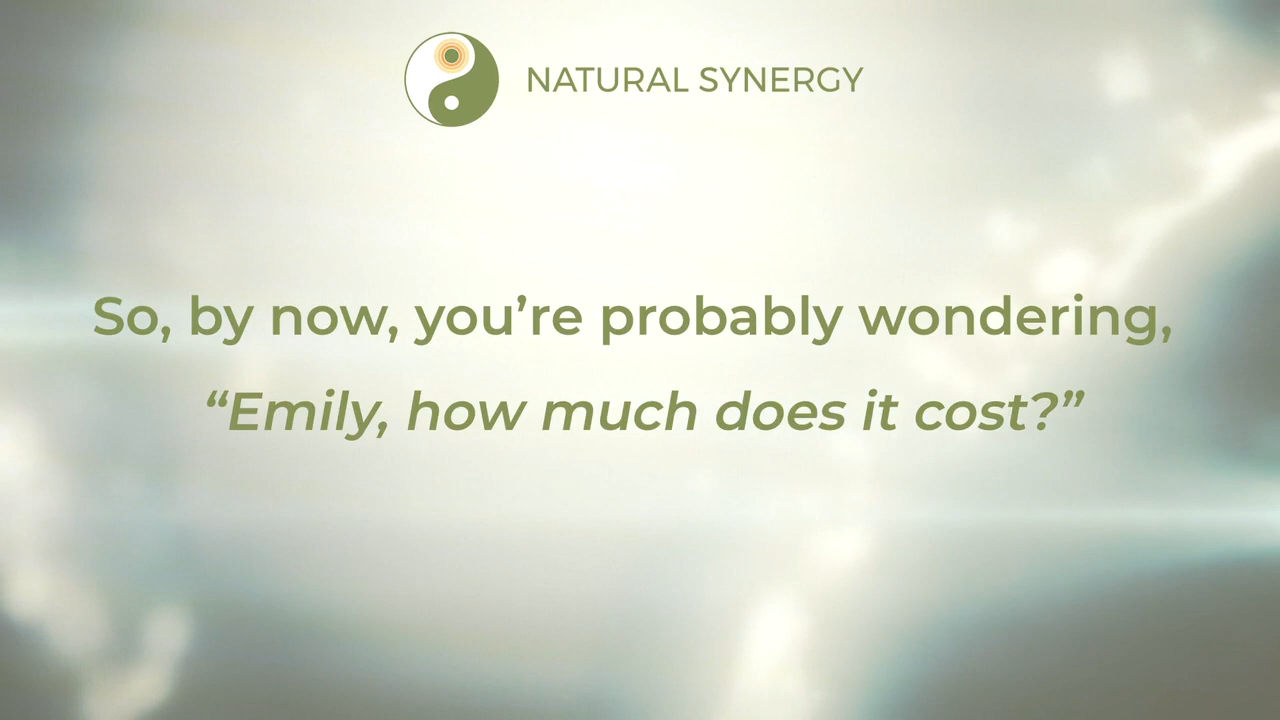 NATURAL SYNERGY
So, by now, you’re probably wondering,
“Emily, how much does it cost?”